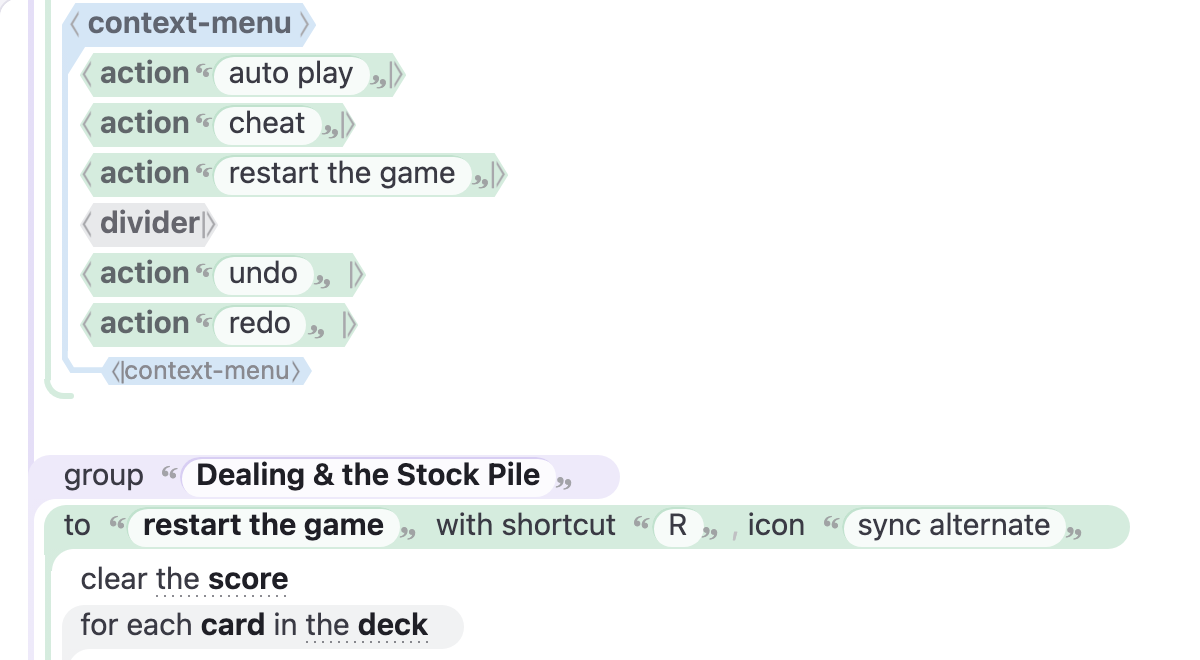 〈 context-menu 〉
〈 action “ auto play „|〉
〈 action “ cheat „|〉
〈 action “ restart the game „|〉
〈 divider|〉
〈 action “ undo „ |〉
〈 action “ redo „ |〉
〈|context-menu〉
group “ Dealing & the Stock Pile „
to “ restart the game „ with shortcut “ R „ , icon “ sync alternate „
clear the score
for each card in the deck